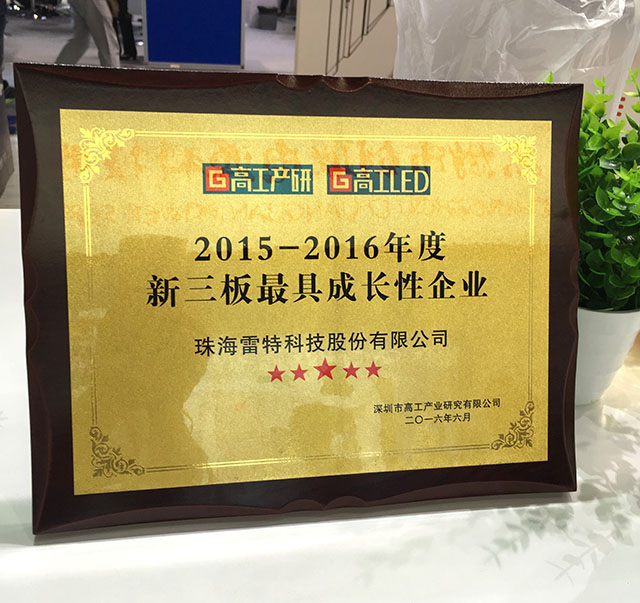 G 高工产研 G 高工LED
2015-2016年度
新三板最具成长性企业
珠海雷特科技股份有限公司
深圳市高工产业研究有限公司
二〇一六年六月